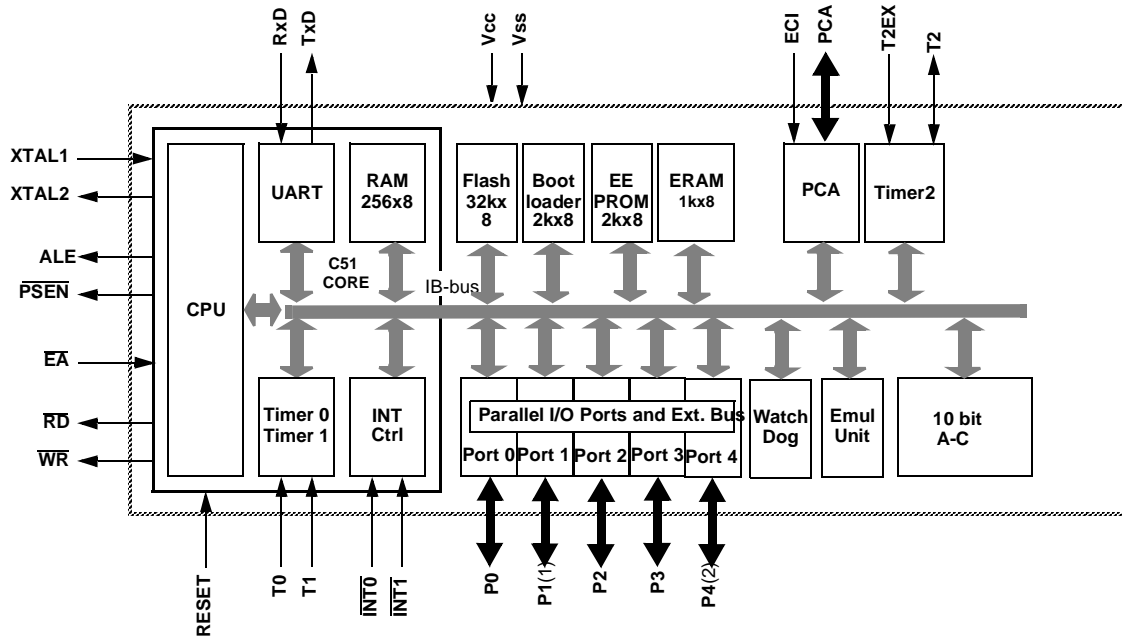 RxD
TxD
Vcc
Vss
ECI
PCA
T2EX
T2
XTAL1
XTAL2
ALE
PSEN
EA
RD
WR
CPU
UART
RAM
256x8
C51
CORE
IB-bus
Flash
32kx
8
Boot
loader
2kx8
EE
PROM
2kx8
ERAM
1kx8
PCA
Timer2
Timer 0
Timer 1
INT
Ctrl
Parallel I/O Ports and Ext. Bus
Port 0
Port 1
Port 2
Port 3
Port 4
Watch
Dog
Emul
Unit
10 bit
A-C
RESET
T0
T1
INT0
INT1
P0
P1(1)
P2
P3
P4(2)